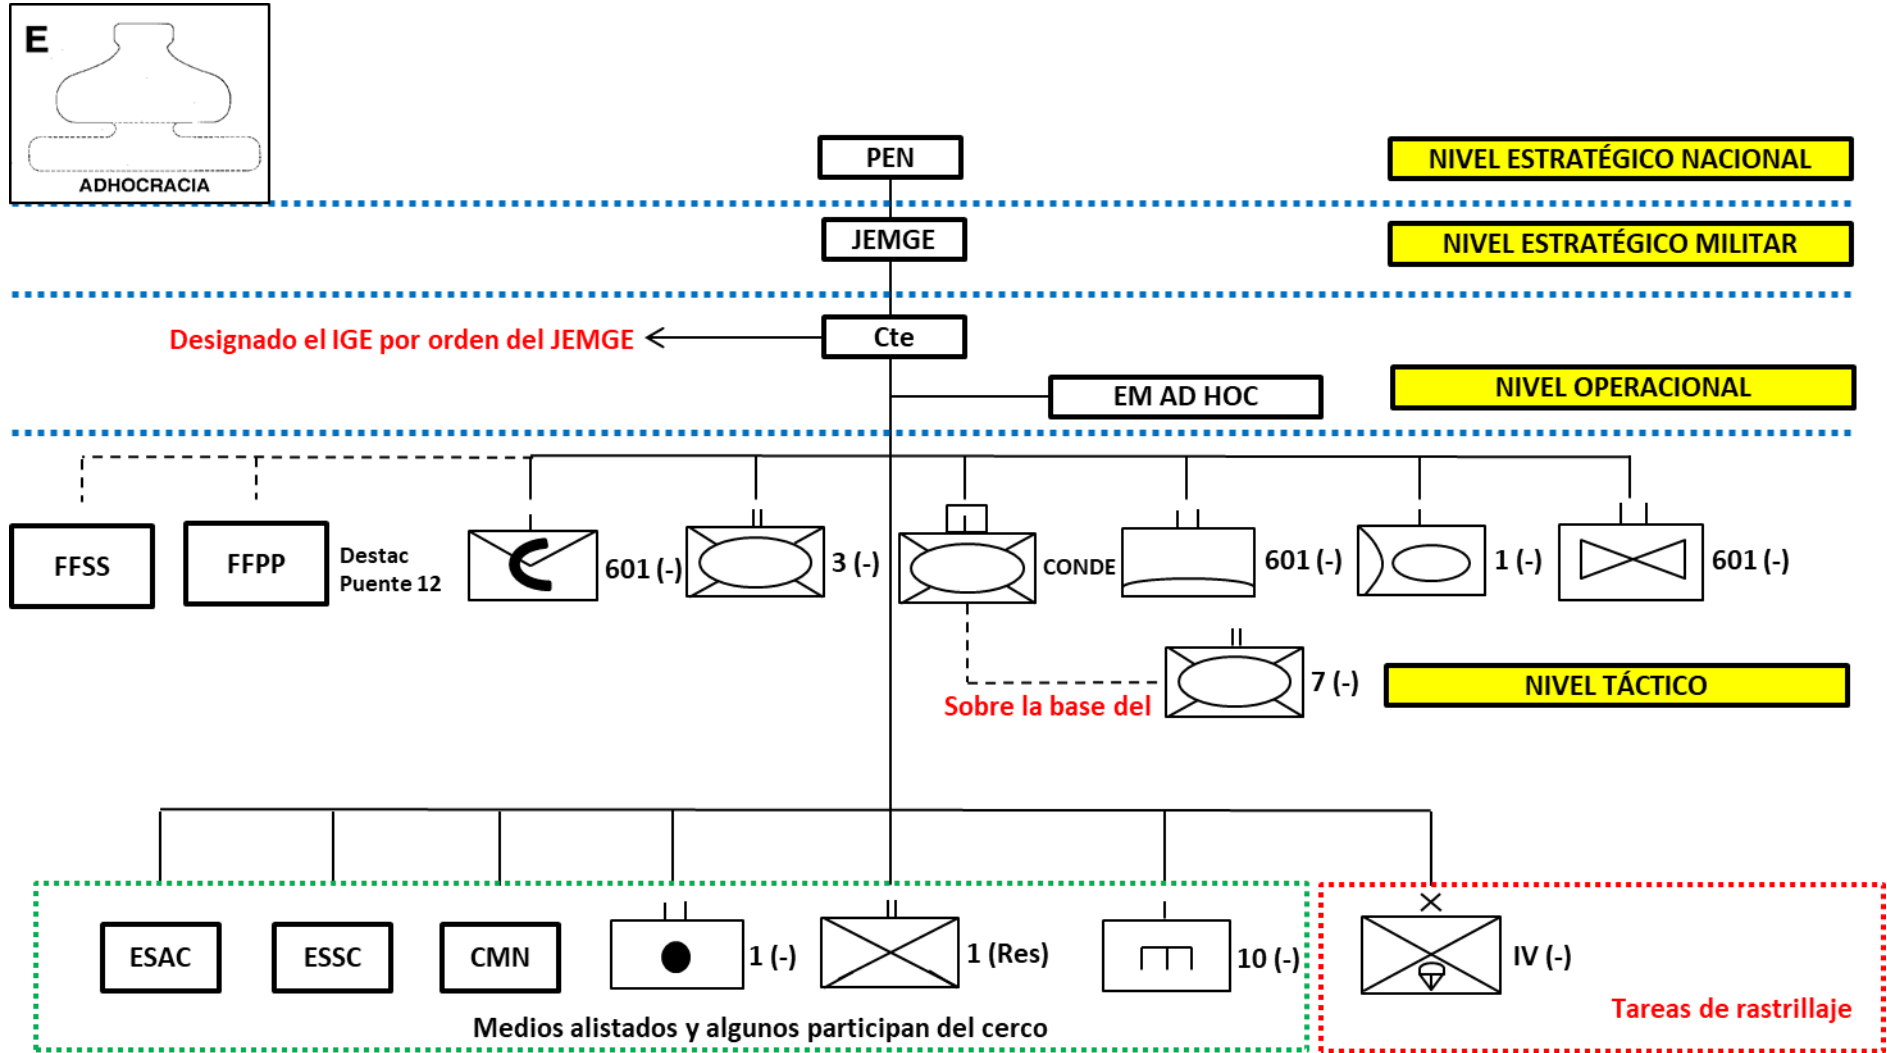 E
ADHOCRACIA
PEN
NIVEL ESTRATÉGICO NACIONAL
JEMGE
NIVEL ESTRATÉGICO MILITAR
Designado el IGE por orden del JEMGE
Cte
EM AD HOC
NIVEL OPERACIONAL
FFSS
FFPP
Destac
Puente 12
601 (-)
3 (-)
CONDE
601 (-)
1 (-)
601 (-)
Sobre la base del
7 (-)
NIVEL TÁCTICO
ESAC
ESSC
CMN
1 (-)
1 (Res)
10 (-)
IV (-)
Tareas de rastrillaje
Medios alistados y algunos participan del cerco